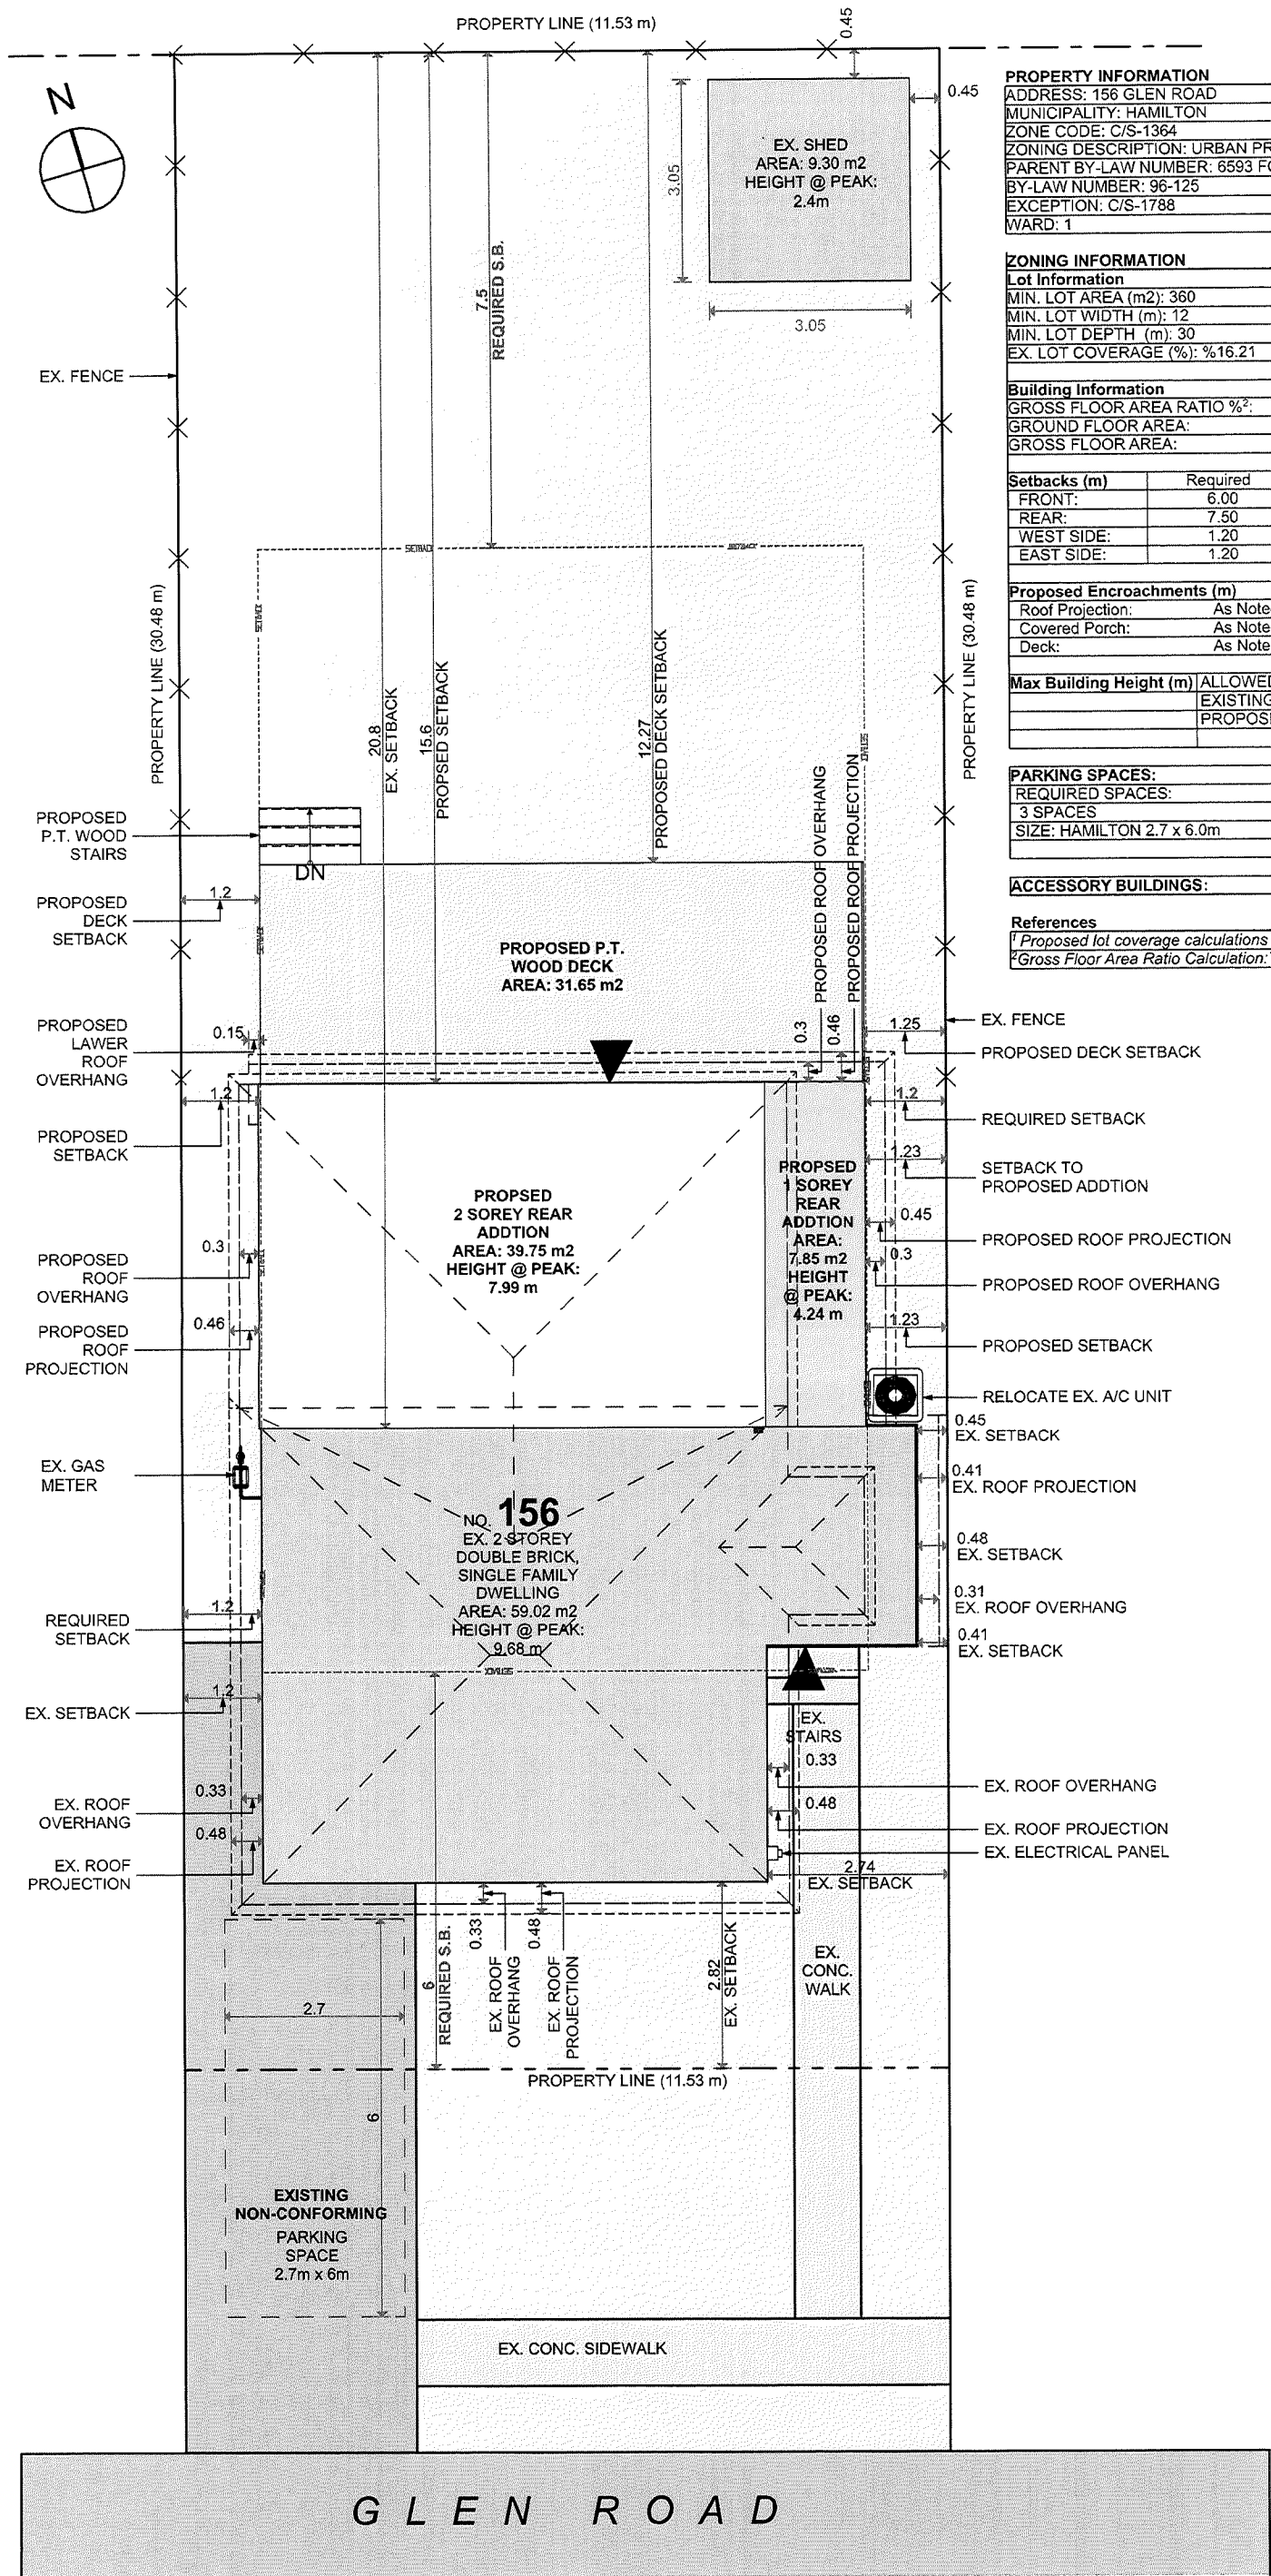 PROPERTY LINE (11.53 m)
0.45
0.45
N
EX. SHED
AREA: 9.30 m2
HEIGHT @ PEAK:
2.4m
3.05
3.05
7.5
REQUIRED S.B.
EX. FENCE
PROPERTY INFORMATION
ADDRESS: 156 GLEN ROAD
MUNICIPALITY: HAMILTON
ZONE CODE: C/S-1364
ZONING DESCRIPTION: URBAN PR
PARENT BY-LAW NUMBER: 6593 FO
BY-LAW NUMBER: 96-125
EXCEPTION: C/S-1788
WARD: 1
ZONING INFORMATION
Lot Information
MIN. LOT AREA (m2): 360
MIN. LOT WIDTH (m): 12
MIN. LOT DEPTH (m): 30
EX. LOT COVERAGE (%): %16.21
Building Information
GROSS FLOOR AREA RATIO %²:
GROUND FLOOR AREA:
GROSS FLOOR AREA:
Setbacks (m) Required
FRONT: 6.00
REAR: 7.50
WEST SIDE: 1.20
EAST SIDE: 1.20
Proposed Encroachments (m)
Roof Projection: As Note
Covered Porch: As Note
Deck: As Note
Max Building Height (m) ALLOWED
EXISTING
PROPOSE
PARKING SPACES:
REQUIRED SPACES:
3 SPACES
SIZE: HAMILTON 2.7 x 6.0m
ACCESSORY BUILDINGS:
References
¹ Proposed lot coverage calculations
²Gross Floor Area Ratio Calculation:
SETBACK
SETBACK
SETBACK
SETBACK
PROPERTY LINE (30.48 m)
PROPERTY LINE (30.48 m)
20.8
EX. SETBACK
15.6
PROPSED SETBACK
12.27
PROPOSED DECK SETBACK
PROPOSED
P.T. WOOD
STAIRS
DN
PROPOSED
DECK
SETBACK
1.2
PROPOSED P.T.
WOOD DECK
AREA: 31.65 m2
0.3
PROPOSED ROOF OVERHANG
0.46
PROPOSED ROOF PROJECTION
PROPOSED
LAWER
ROOF
OVERHANG
0.15
PROPOSED
SETBACK
1.2
EX. FENCE
1.25
PROPOSED DECK SETBACK
1.2
REQUIRED SETBACK
1.23
SETBACK TO
PROPOSED ADDTION
0.45
PROPOSED ROOF PROJECTION
0.3
PROPOSED ROOF OVERHANG
1.23
PROPOSED SETBACK
RELOCATE EX. A/C UNIT
PROPSED
2 SOREY REAR
ADDTION
AREA: 39.75 m2
HEIGHT @ PEAK:
7.99 m
PROPSED
1 SOREY
REAR
ADDTION
AREA:
7.85 m2
HEIGHT
@ PEAK:
4.24 m
0.3
PROPOSED
ROOF
OVERHANG
0.46
PROPOSED
ROOF
PROJECTION
EX. GAS
METER
0.45
EX. SETBACK
0.41
EX. ROOF PROJECTION
0.48
EX. SETBACK
0.31
EX. ROOF OVERHANG
0.41
EX. SETBACK
NO. 156
EX. 2 STOREY
DOUBLE BRICK,
SINGLE FAMILY
DWELLING
AREA: 59.02 m2
HEIGHT @ PEAK:
9.68 m
1.2
REQUIRED
SETBACK
1.2
EX. SETBACK
0.33
EX. ROOF
OVERHANG
0.48
EX. ROOF
PROJECTION
EX.
STAIRS
0.33
EX. ROOF OVERHANG
0.48
EX. ROOF PROJECTION
EX. ELECTRICAL PANEL
2.74
EX. SETBACK
6
REQUIRED S.B.
0.33
EX. ROOF
OVERHANG
0.48
EX. ROOF
PROJECTION
2.82
EX. SETBACK
EX.
CONC.
WALK
PROPERTY LINE (11.53 m)
2.7
6
EXISTING
NON-CONFORMING
PARKING
SPACE
2.7m x 6m
EX. CONC. SIDEWALK
GLEN ROAD